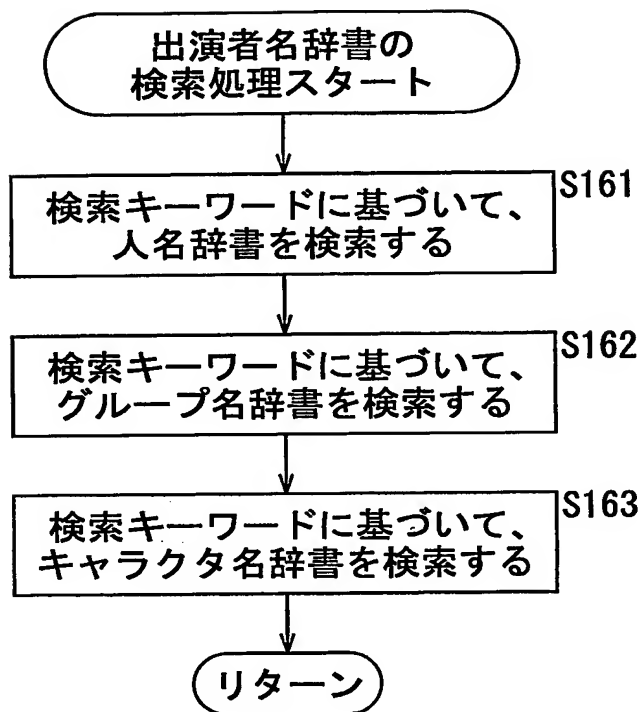 出演者名辞書の
検索処理スタート
S161
検索キーワードに基づいて、
人名辞書を検索する
S162
検索キーワードに基づいて、
グループ名辞書を検索する
S163
検索キーワードに基づいて、
キャラクタ名辞書を検索する
リターン